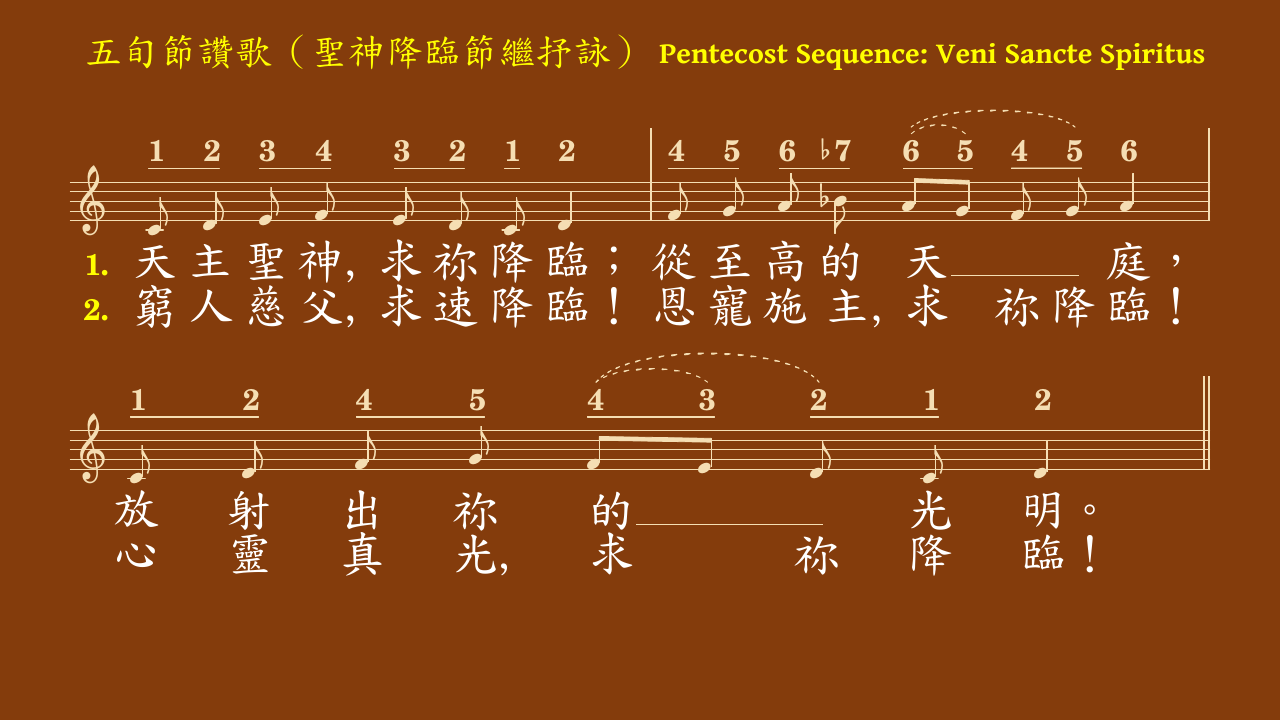 五旬節讚歌（聖神降臨節繼抒詠） Pentecost Sequence: Veni Sancte Spiritus
1 2 3 4 3 2 1 2 4 5 6 ♭7 6 5 4 5 6
1. 天主聖神, 求祢降臨；從至高的天____庭，
2. 窮人慈父, 求速降臨！恩寵施主, 求祢降臨！
1 2 4 5 4 3 2 1 2
放射出祢的____光明。
心靈真光, 求祢降臨！